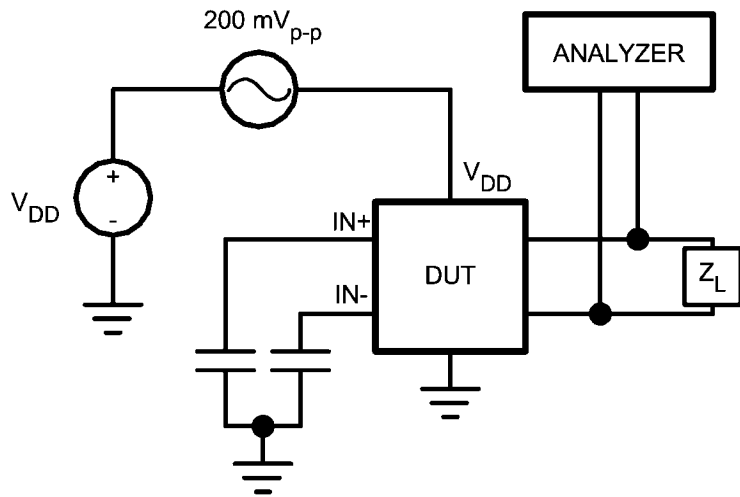 200 mVp-p
ANALYZER
VDD
+
-
VDD
IN+
IN-
DUT
ZL